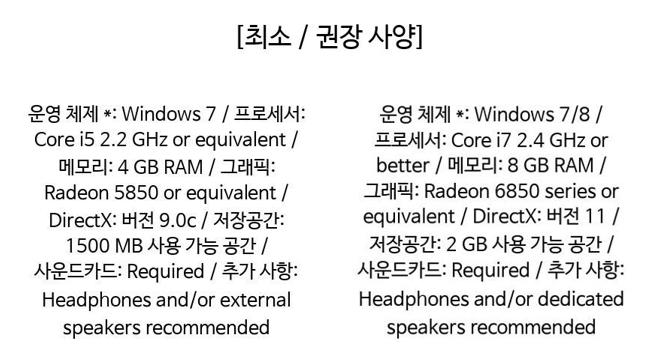 [최소 / 권장 사양]
운영 체제 *: Windows 7 / 프로세서:
Core i5 2.2 GHz or equivalent /
메모리: 4 GB RAM / 그래픽:
Radeon 5850 or equivalent /
DirectX: 버전 9.0c / 저장공간:
1500 MB 사용 가능 공간 /
사운드카드: Required / 추가 사항:
Headphones and/or external
speakers recommended
운영 체제 *: Windows 7/8 /
프로세서: Core i7 2.4 GHz or
better / 메모리: 8 GB RAM /
그래픽: Radeon 6850 series or
equivalent / DirectX: 버전 11 /
저장공간: 2 GB 사용 가능 공간 /
사운드카드: Required / 추가 사항:
Headphones and/or dedicated
speakers recommended